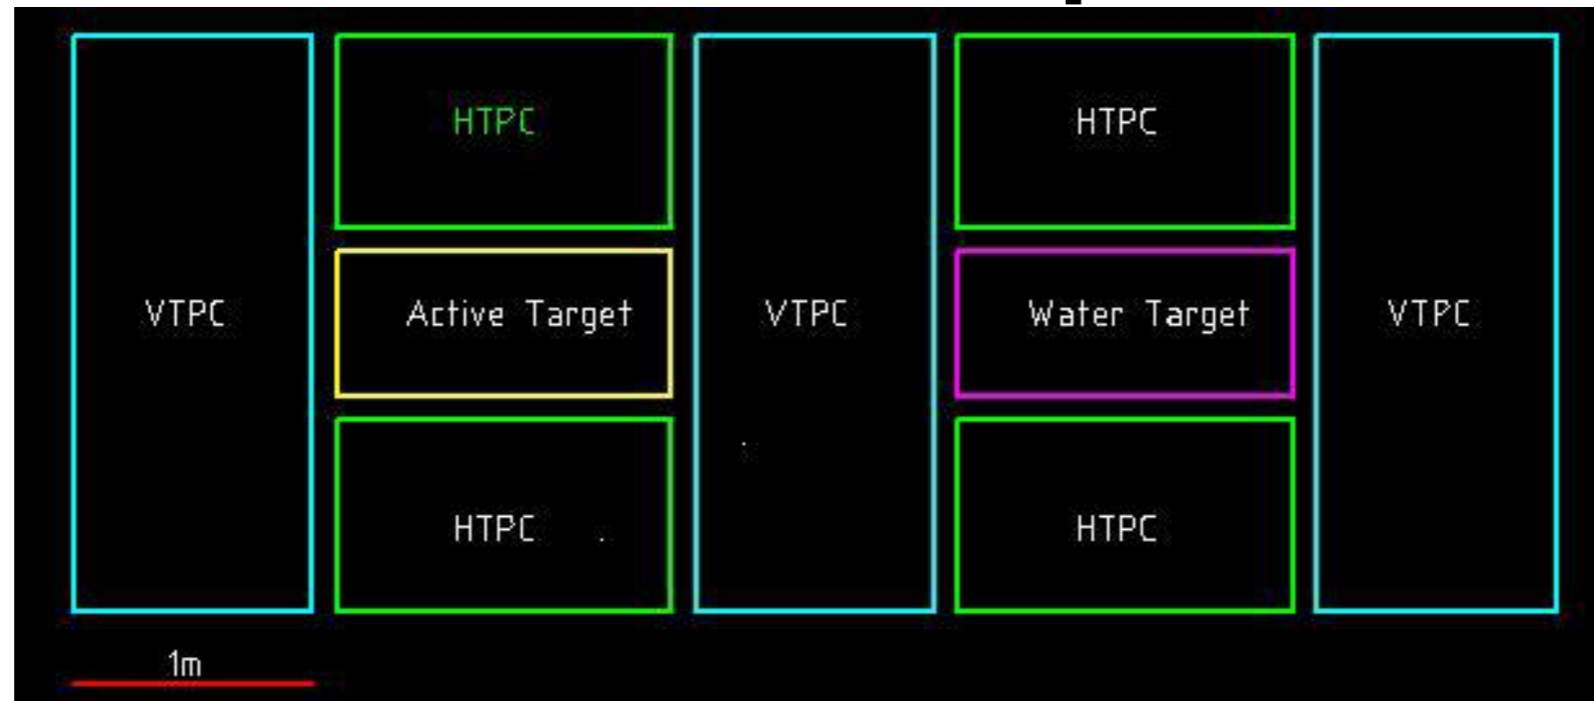 HTPC HTPC
VTPC Active Target VTPC Water Target VTPC
HTPC HTPC
1m